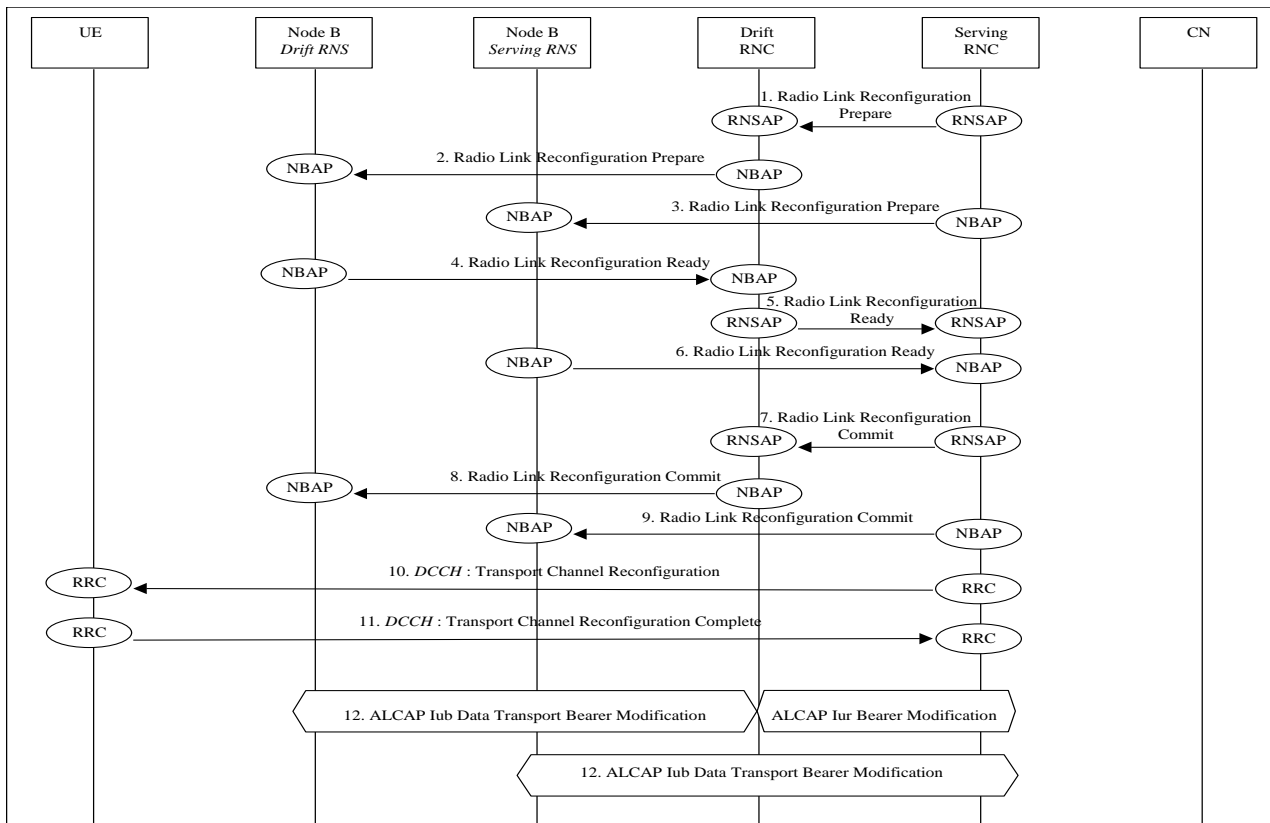 UE
Node B
Drift RNS
Node B
Serving RNS
Drift
RNC
Serving
RNC
CN
1. Radio Link Reconfiguration
Prepare
RNSAP
RNSAP
2. Radio Link Reconfiguration Prepare
NBAP
NBAP
3. Radio Link Reconfiguration Prepare
NBAP
NBAP
4. Radio Link Reconfiguration Ready
NBAP
NBAP
5. Radio Link Reconfiguration
Ready
RNSAP
RNSAP
6. Radio Link Reconfiguration Ready
NBAP
NBAP
7. Radio Link Reconfiguration
Commit
RNSAP
RNSAP
8. Radio Link Reconfiguration Commit
NBAP
NBAP
9. Radio Link Reconfiguration Commit
NBAP
NBAP
10. DCCH : Transport Channel Reconfiguration
RRC
RRC
11. DCCH : Transport Channel Reconfiguration Complete
RRC
RRC
12. ALCAP Iub Data Transport Bearer Modification
ALCAP Iur Bearer Modification
12. ALCAP Iub Data Transport Bearer Modification